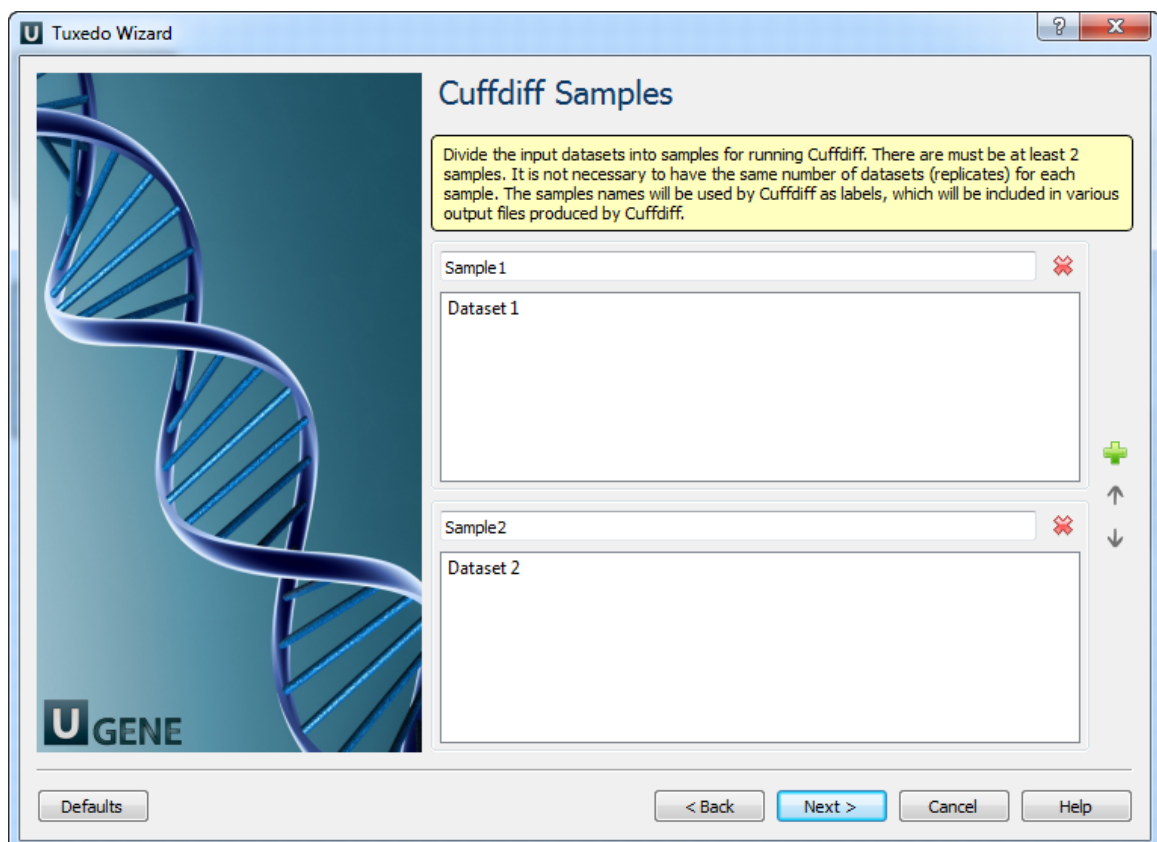 U Tuxedo Wizard
?
X
Cuffdiff Samples
Divide the input datasets into samples for running Cuffdiff. There are must be at least 2
samples. It is not necessary to have the same number of datasets (replicates) for each
sample. The samples names will be used by Cuffdiff as labels, which will be included in various
output files produced by Cuffdiff.
Sample1
Dataset 1
Sample2
Dataset 2
U GENE
Defaults
< Back
Next >
Cancel
Help